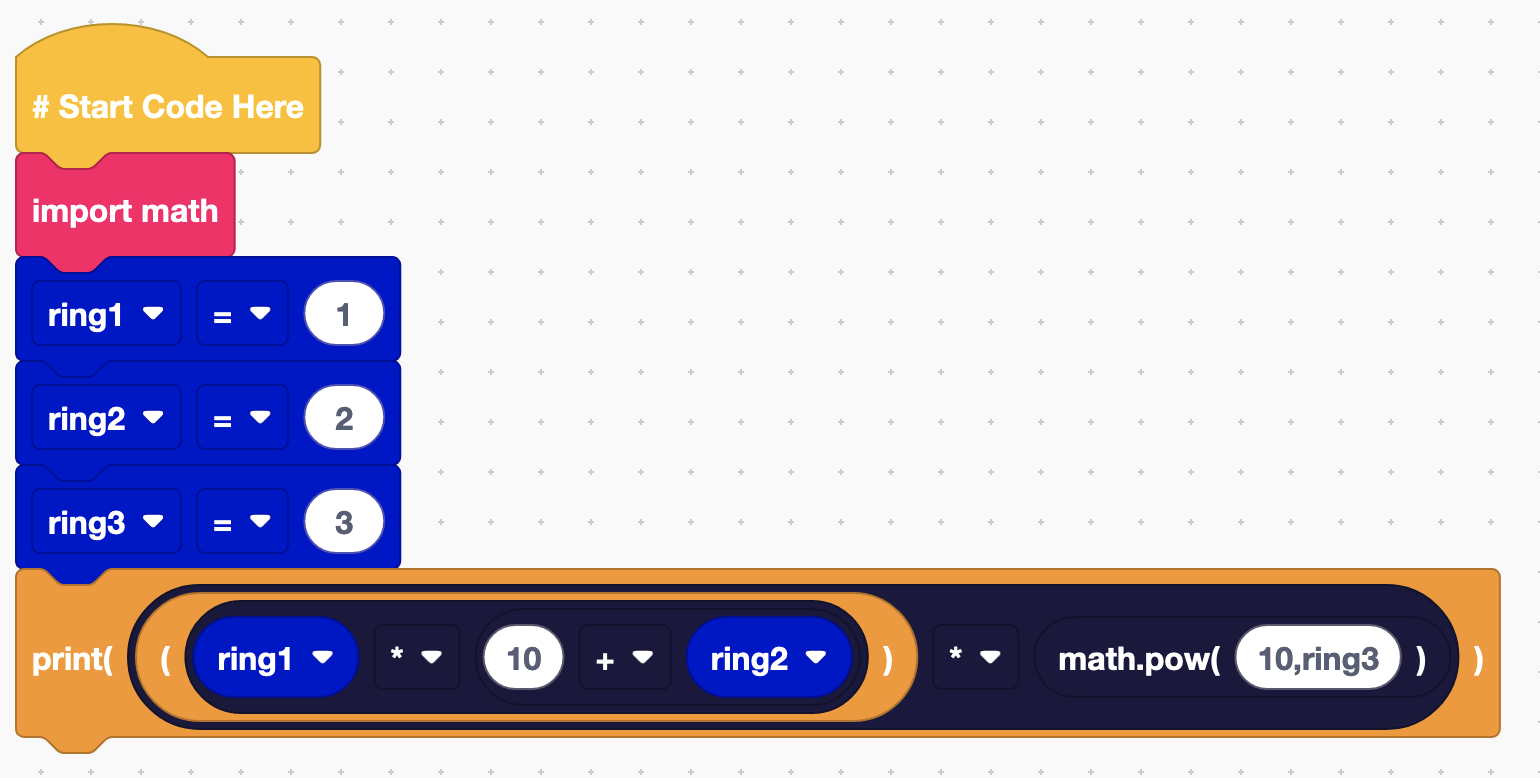 # Start Code Here
import math
ring1 = 1
ring2 = 2
ring3 = 3
print( ( ring1 * 10 + ring2 ) * math.pow( 10,ring3 ) )